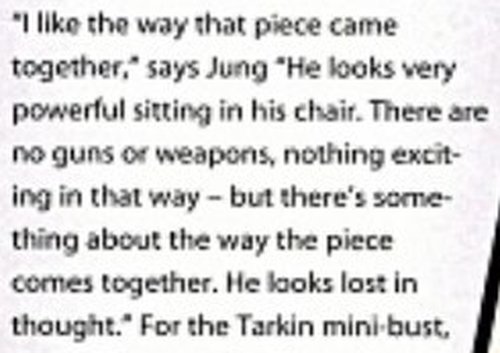 "I like the way that piece came
together," says Jung "He looks very
powerful sitting in his chair. There are
no guns or weapons, nothing excit-
ing in that way – but there's some-
thing about the way the piece
comes together. He looks lost in
thought." For the Tarkin mini-bust,